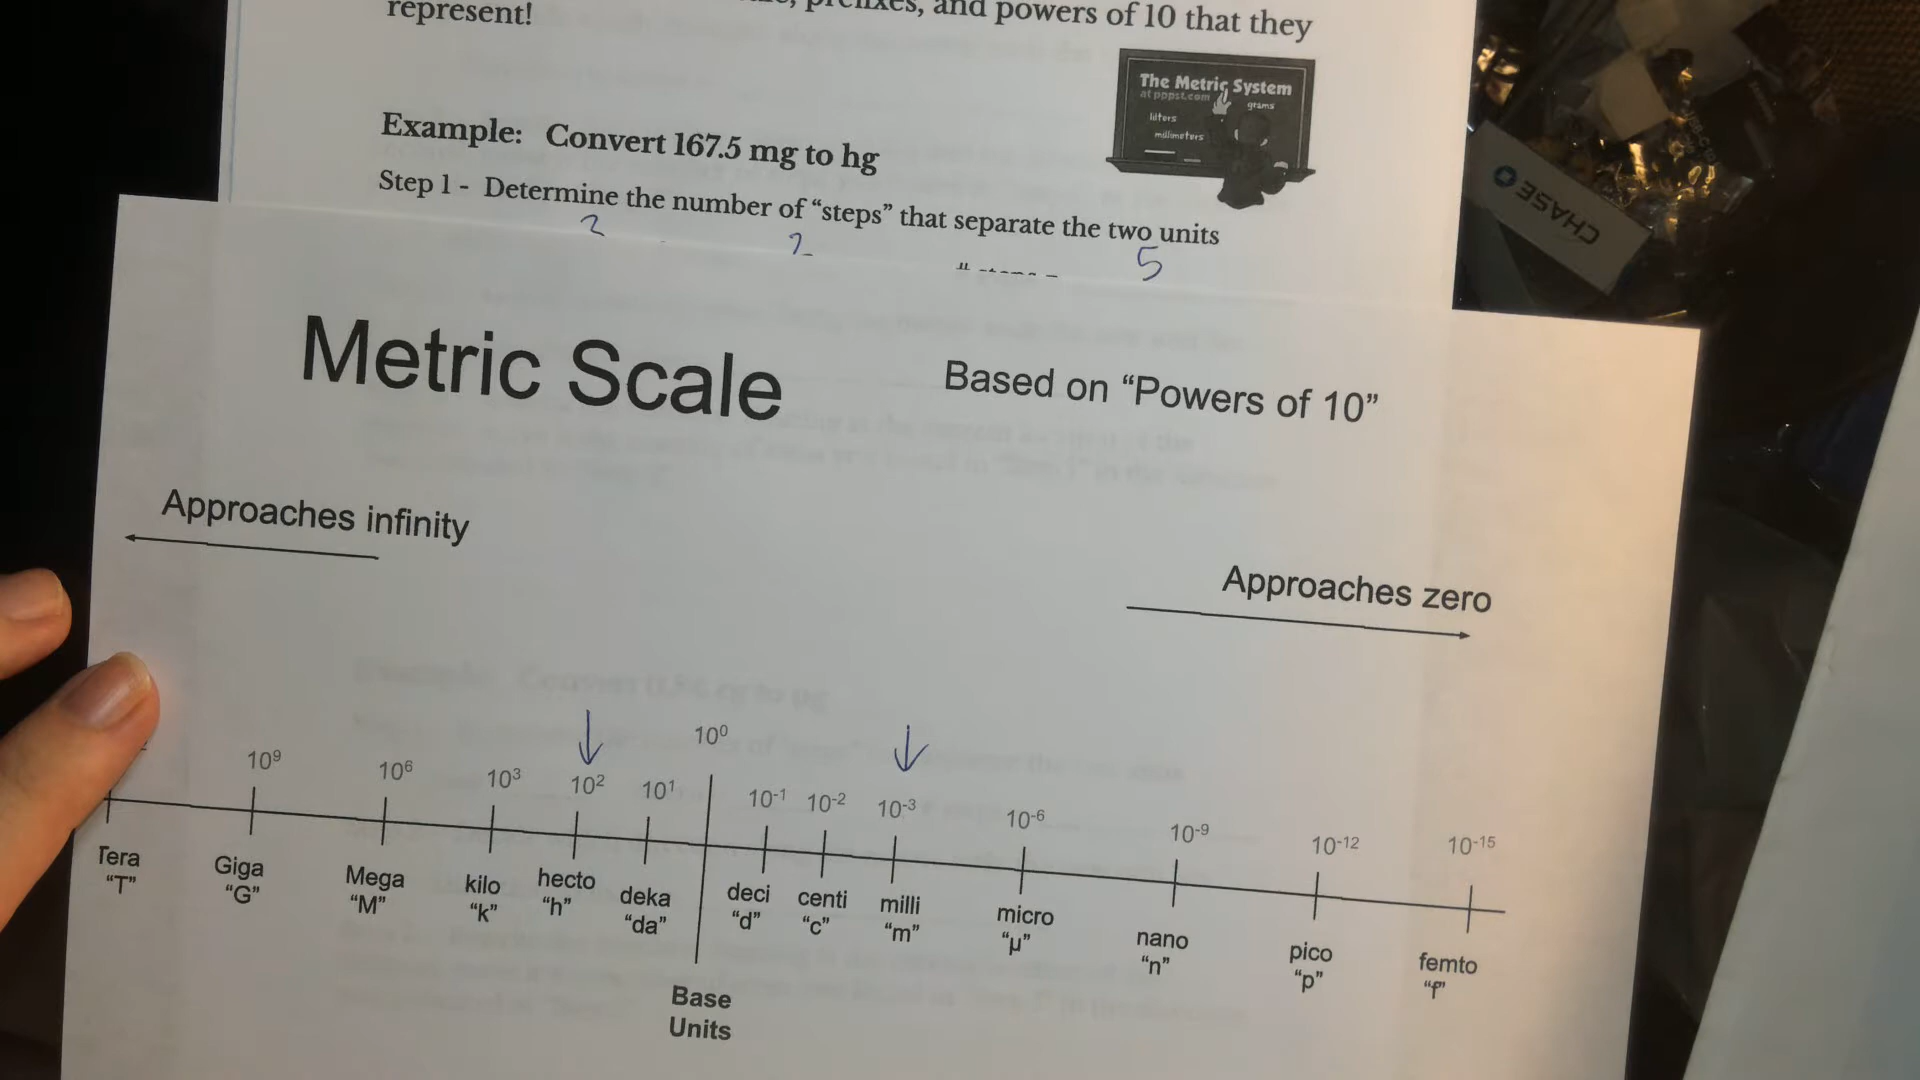 prefixes, and powers of 10 that they
represent!
The Metric System
at pppst.com
grams
liters
millimeters
Example: Convert 167.5 mg to hg
Step 1 - Determine the number of “steps” that separate the two units
2 5
CHASE
Metric Scale
Based on “Powers of 10”
Approaches infinity
Approaches zero
10⁹ 10⁶ 10³ 10² 10¹ 10⁰ 10⁻¹ 10⁻² 10⁻³ 10⁻⁶ 10⁻⁹ 10⁻¹² 10⁻¹⁵
Tera Giga Mega kilo hecto deka deci centi milli micro nano pico femto
“T” “G” “M” “k” “h” “da” “d” “c” “m” “µ” “n” “p” “f”
Base
Units